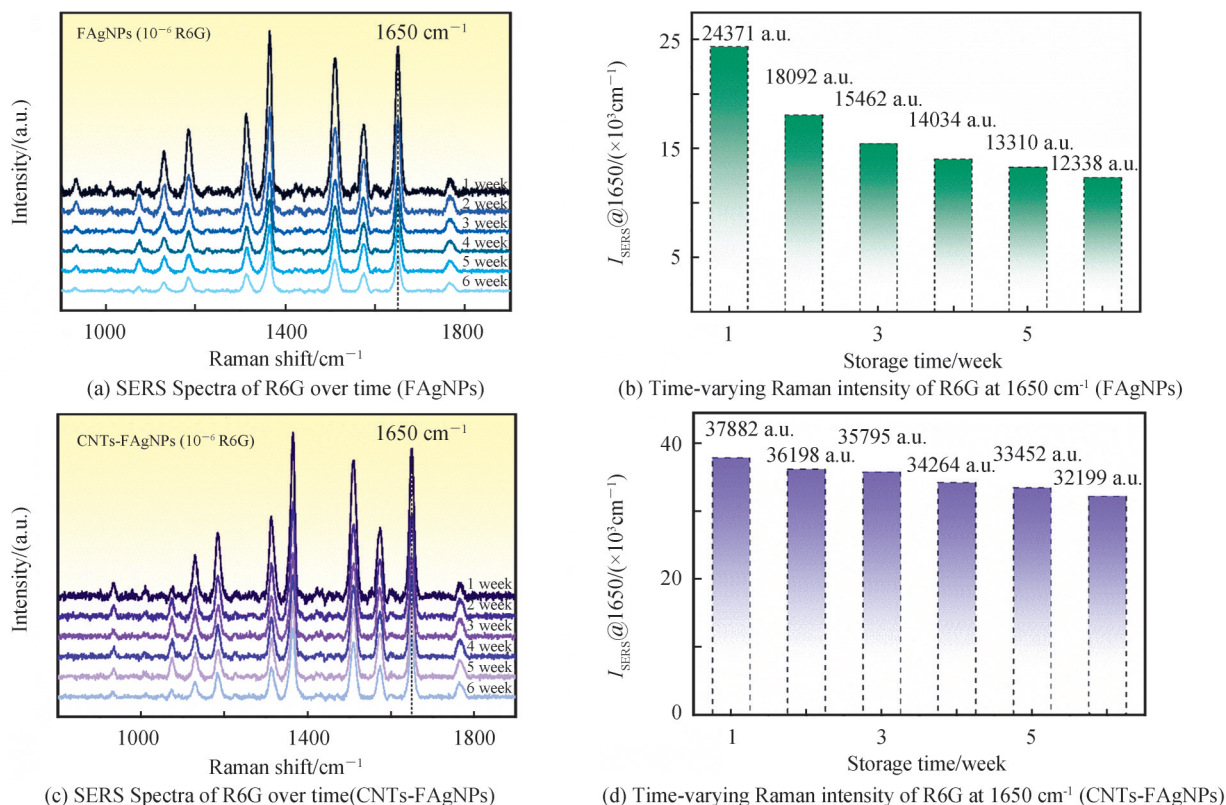 FAgNPs (10⁻⁶ R6G)
1650 cm⁻¹
1 week
2 week
3 week
4 week
5 week
6 week
Intensity/(a.u.)
1000
1400
1800
Raman shift/cm⁻¹
(a) SERS Spectra of R6G over time (FAgNPs)
24371 a.u.
18092 a.u.
15462 a.u.
14034 a.u.
13310 a.u.
12338 a.u.
25
15
5
I_SERS@1650/(×10³cm⁻¹)
1
3
5
Storage time/week
(b) Time-varying Raman intensity of R6G at 1650 cm⁻¹ (FAgNPs)
CNTs-FAgNPs (10⁻⁶ R6G)
1650 cm⁻¹
1 week
2 week
3 week
4 week
5 week
6 week
Intensity/(a.u.)
1000
1400
1800
Raman shift/cm⁻¹
(c) SERS Spectra of R6G over time(CNTs-FAgNPs)
37882 a.u.
36198 a.u.
35795 a.u.
34264 a.u.
33452 a.u.
32199 a.u.
40
20
0
I_SERS@1650/(×10³cm⁻¹)
1
3
5
Storage time/week
(d) Time-varying Raman intensity of R6G at 1650 cm⁻¹ (CNTs-FAgNPs)